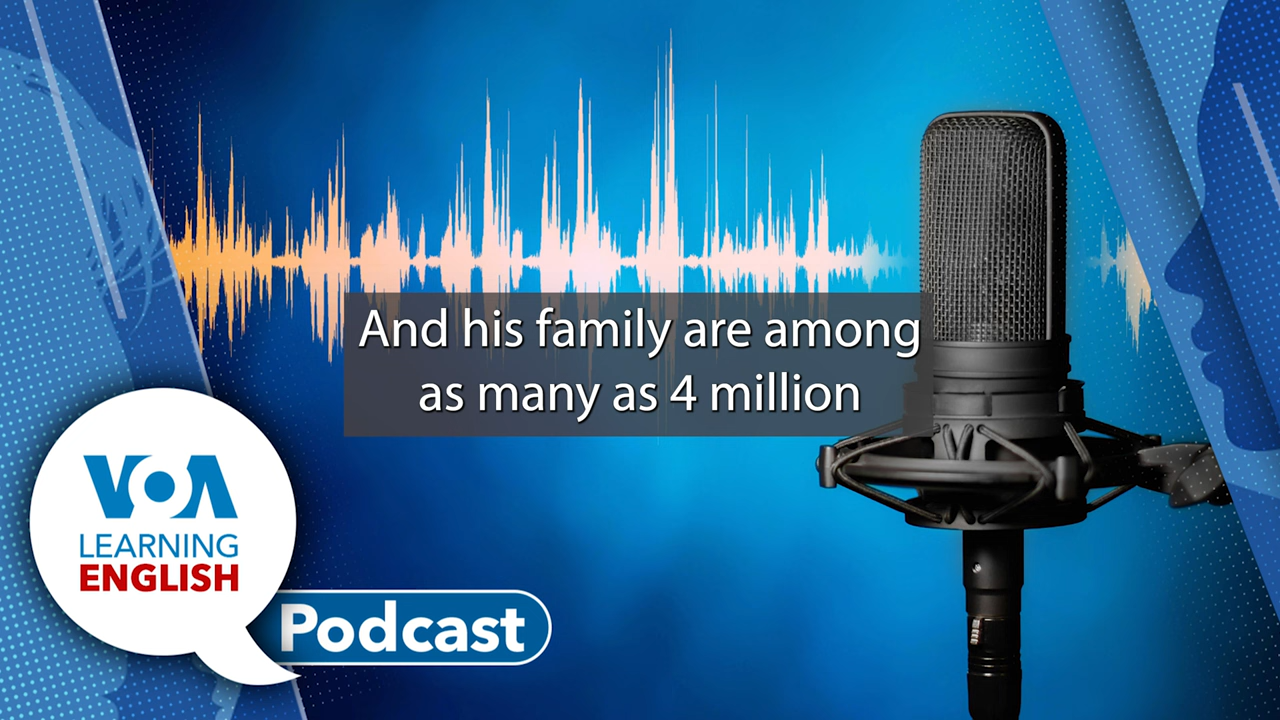 And his family are among
as many as 4 million
VOA
LEARNING
ENGLISH
Podcast